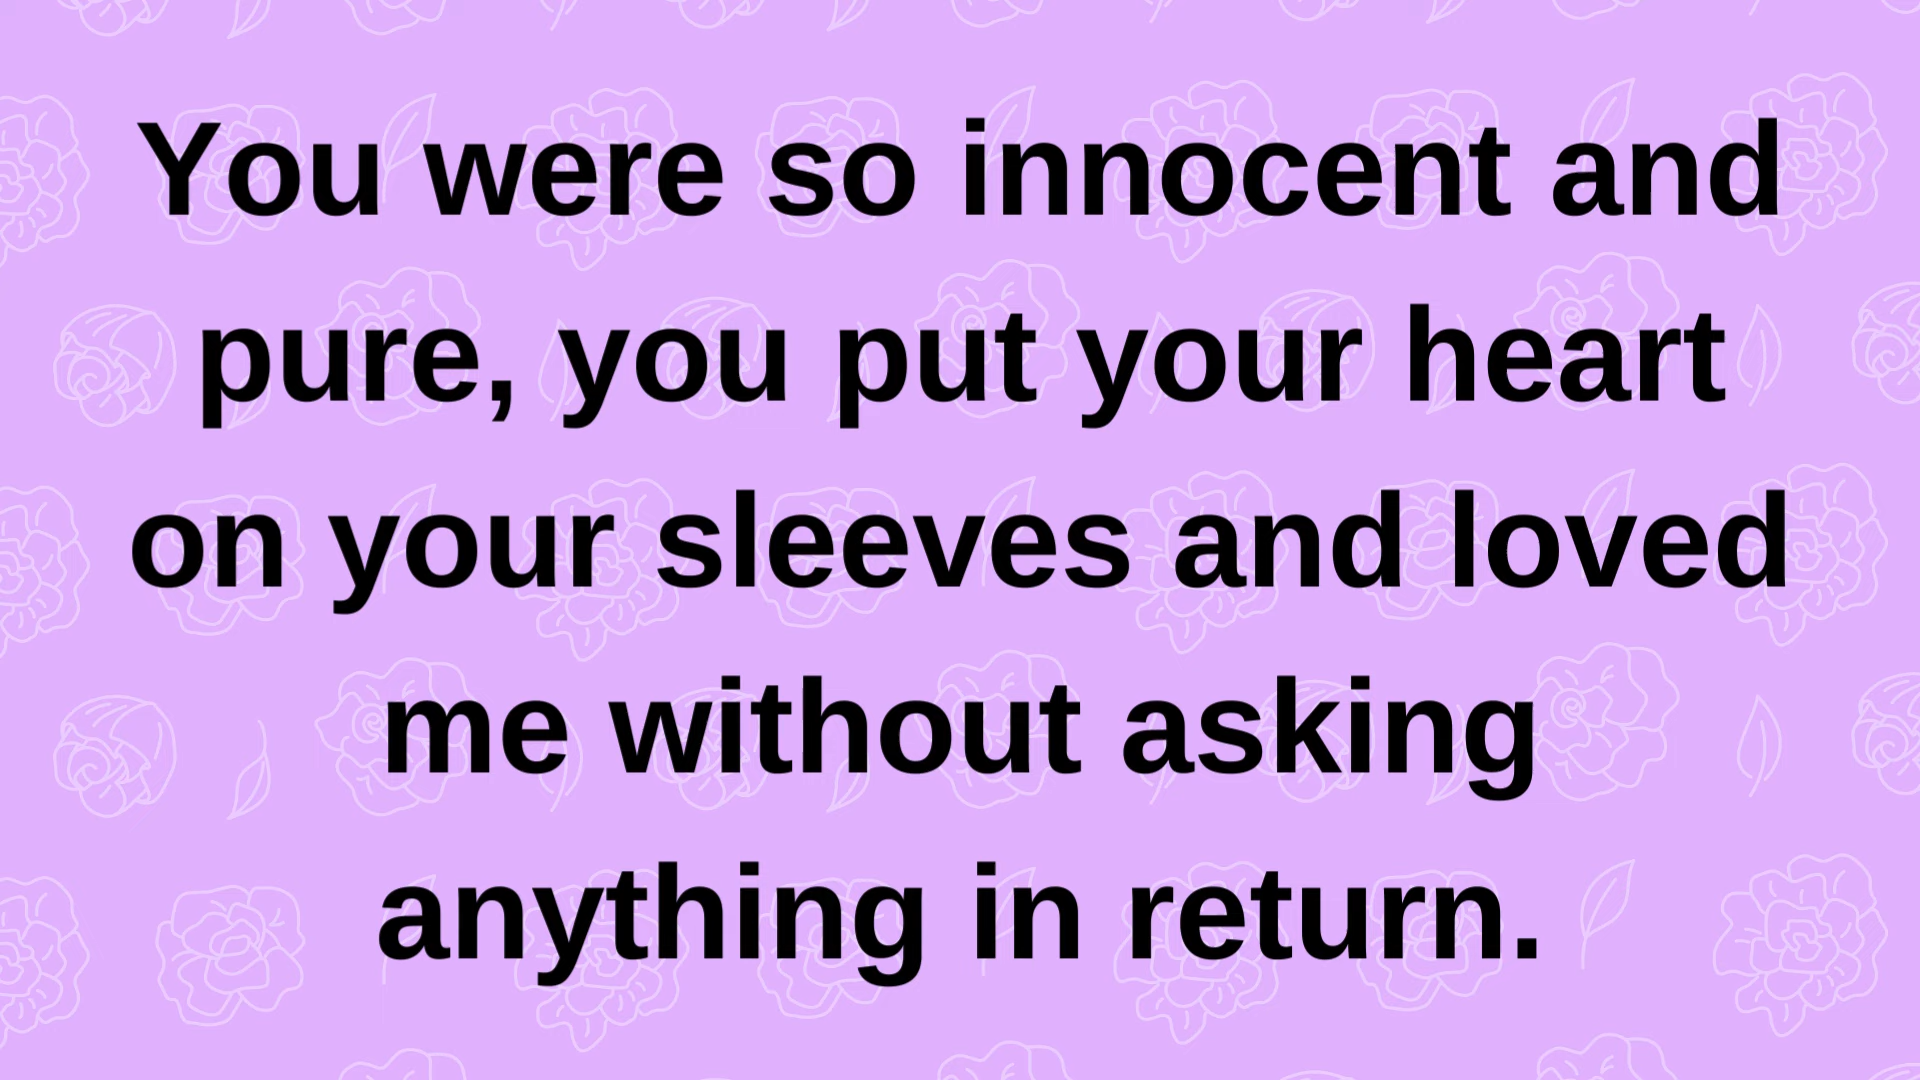 You were so innocent and
pure, you put your heart
on your sleeves and loved
me without asking
anything in return.